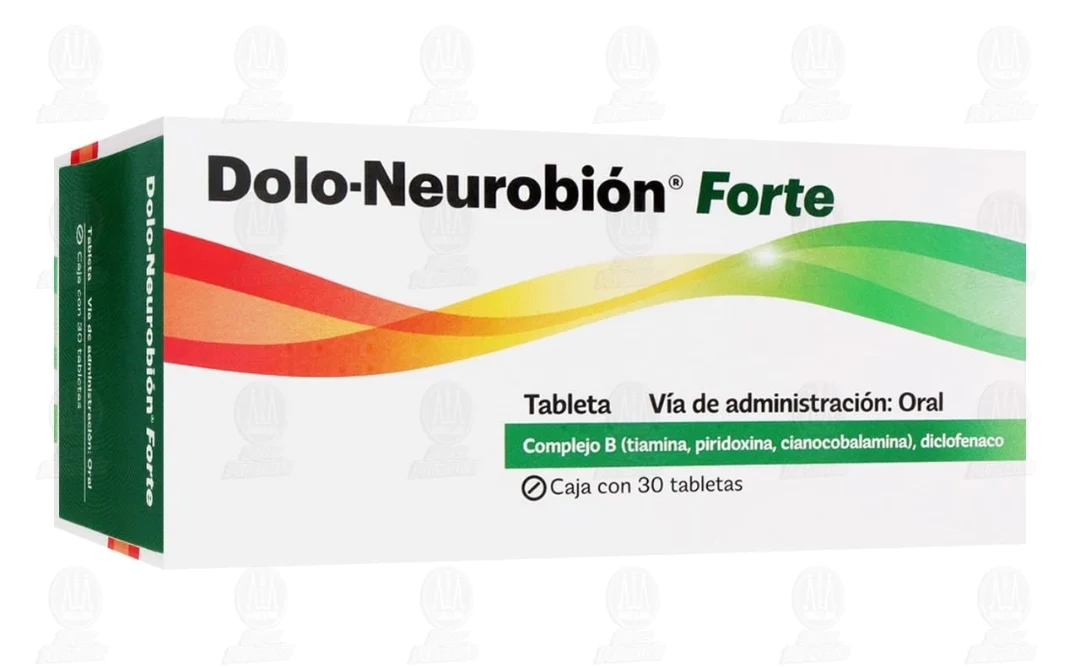 Dolo-Neurobión® Forte
Tableta Vía de administración: Oral
Complejo B (tiamina, piridoxina, cianocobalamina), diclofenaco
Caja con 30 tabletas
Dolo-Neurobión® Forte
Tableta Vía de administración: Oral
Caja con 30 tabletas